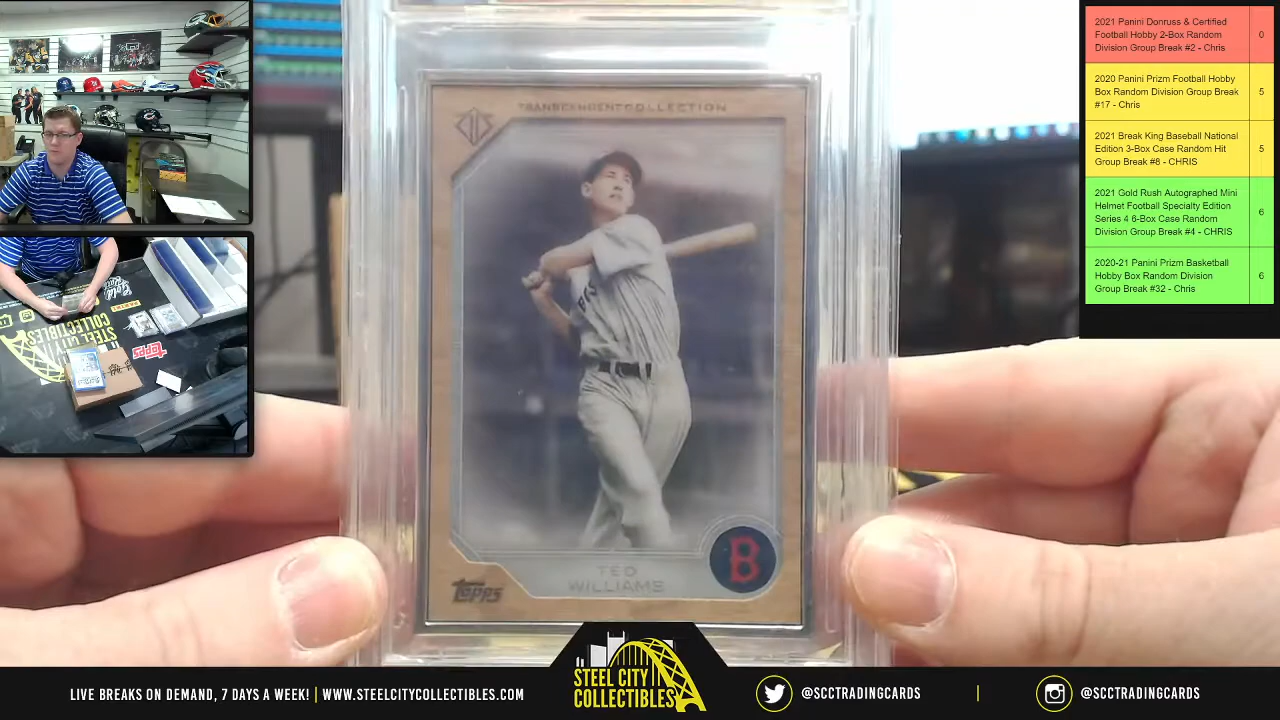 2021 Panini Donruss & Certified
Football Hobby 2-Box Random
Division Group Break #2 - Chris
0
2020 Panini Prizm Football Hobby
Box Random Division Group Break
#17 - Chris
5
2021 Break King Baseball National
Edition 3-Box Case Random Hit
Group Break #8 - CHRIS
5
2021 Gold Rush Autographed Mini
Helmet Football Specialty Edition
Series 4 6-Box Case Random
Division Group Break #4 - CHRIS
6
2020-21 Panini Prizm Basketball
Hobby Box Random Division
Group Break #32 - Chris
6
TRANSCENDENT COLLECTION
B
TED
WILLIAMS
Topps
Topps
STEEL CITY
COLLECTIBLES
PANINI
LIVE BREAKS ON DEMAND, 7 DAYS A WEEK! | WWW.STEELCITYCOLLECTIBLES.COM
STEEL CITY
COLLECTIBLES
@SCCTRADINGCARDS
@SCCTRADINGCARDS